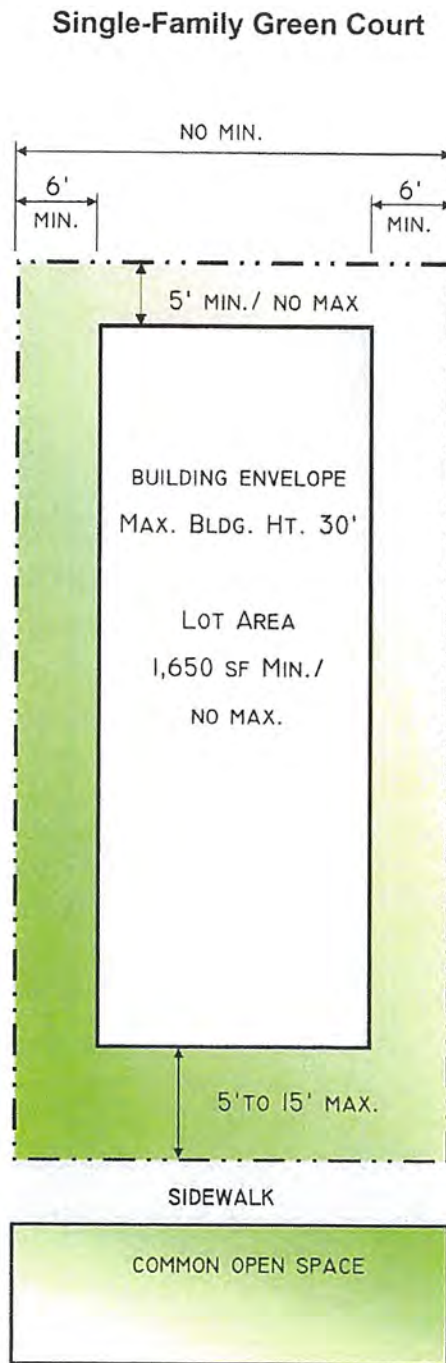 Single-Family Green Court
NO MIN.
6'
MIN.
6'
MIN.
5' MIN./ NO MAX
BUILDING ENVELOPE
MAX. BLDG. HT. 30'
LOT AREA
1,650 SF MIN./
NO MAX.
5' TO 15' MAX.
SIDEWALK
COMMON OPEN SPACE